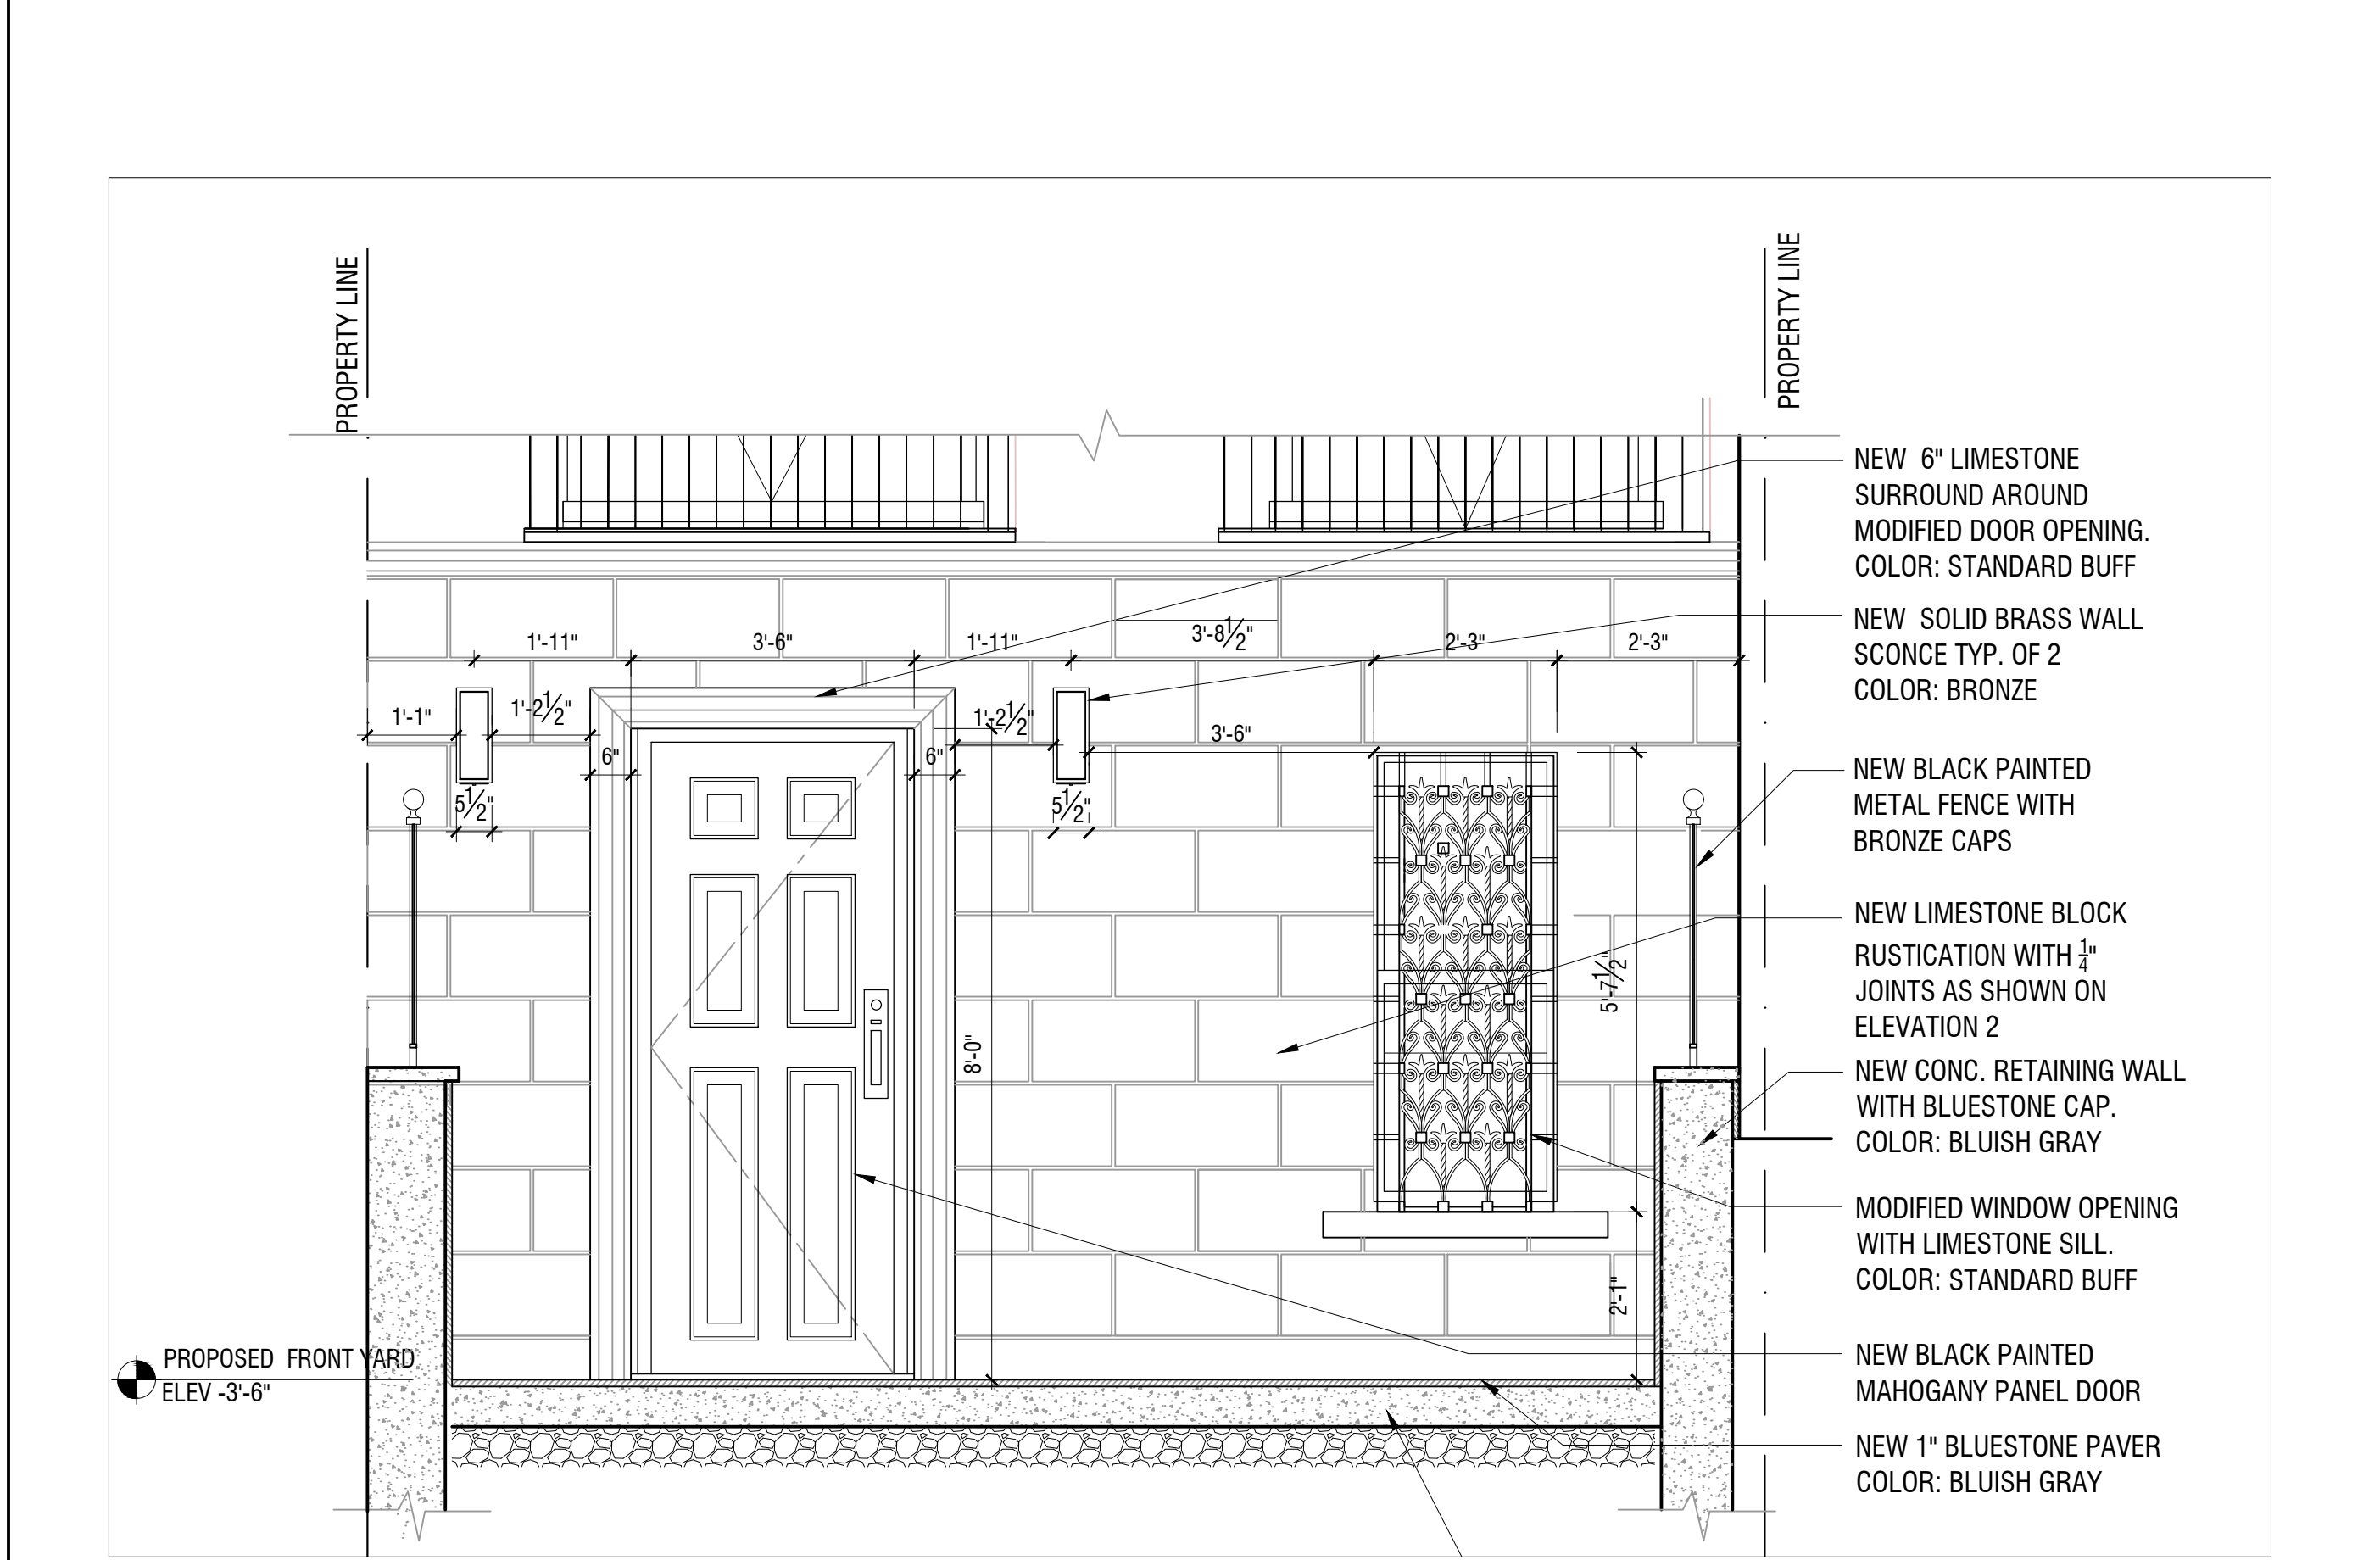 PROPERTY LINE
PROPERTY LINE
NEW 6" LIMESTONE
SURROUND AROUND
MODIFIED DOOR OPENING.
COLOR: STANDARD BUFF
NEW SOLID BRASS WALL
SCONCE TYP. OF 2
COLOR: BRONZE
NEW BLACK PAINTED
METAL FENCE WITH
BRONZE CAPS
NEW LIMESTONE BLOCK
RUSTICATION WITH 1/4"
JOINTS AS SHOWN ON
ELEVATION 2
NEW CONC. RETAINING WALL
WITH BLUESTONE CAP.
COLOR: BLUISH GRAY
MODIFIED WINDOW OPENING
WITH LIMESTONE SILL.
COLOR: STANDARD BUFF
NEW BLACK PAINTED
MAHOGANY PANEL DOOR
NEW 1" BLUESTONE PAVER
COLOR: BLUISH GRAY
1'-11" 3'-6" 1'-11" 3'-8 1/2" 2'-3" 2'-3"
1'-1" 1'-2 1/2" 1'-2 1/2" 3'-6"
6" 6"
5 1/2" 5 1/2"
5'-7 1/2"
8'-0"
2'-1"
PROPOSED FRONT YARD
ELEV -3'-6"